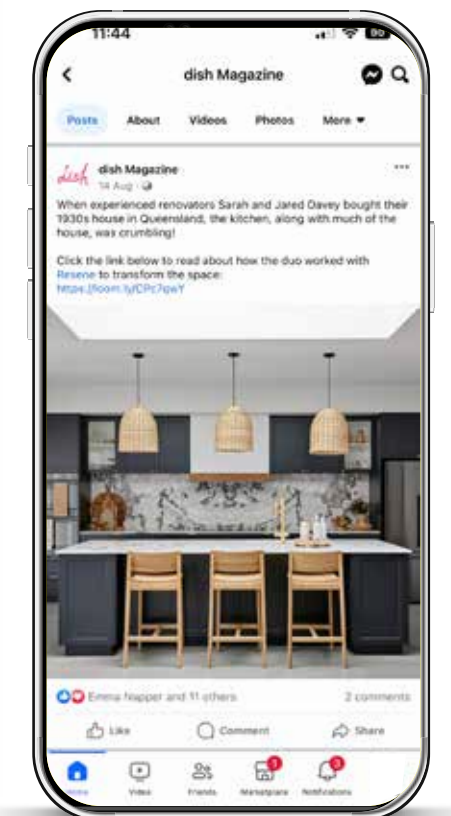 11:44
dish Magazine
Posts About Videos Photos More
dish dish Magazine
14 Aug
When experienced renovators Sarah and Jared Davey bought their
1930s house in Queensland, the kitchen, along with much of the
house, was crumbling!
Click the link below to read about how the duo worked with
Resene to transform the space:
Emma Napper and 11 others 2 comments
Like Comment Share
1 3
Home Video Friends Marketplace Notifications